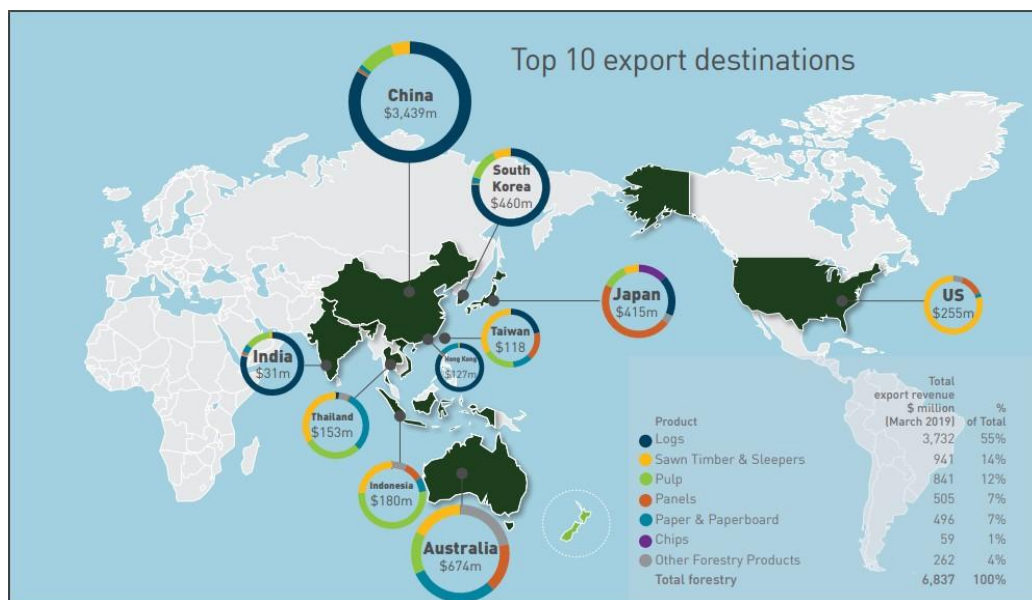 Top 10 export destinations
China
$3,439m
South
Korea
$460m
Japan
$415m
US
$255m
Taiwan
$118
Hong Kong
$127m
India
$31m
Thailand
$153m
Indonesia
$180m
Australia
$674m
Total
export revenue
$ million %
Product (March 2019) of Total
Logs 3,732 55%
Sawn Timber & Sleepers 941 14%
Pulp 841 12%
Panels 505 7%
Paper & Paperboard 496 7%
Chips 59 1%
Other Forestry Products 262 4%
Total forestry 6,837 100%